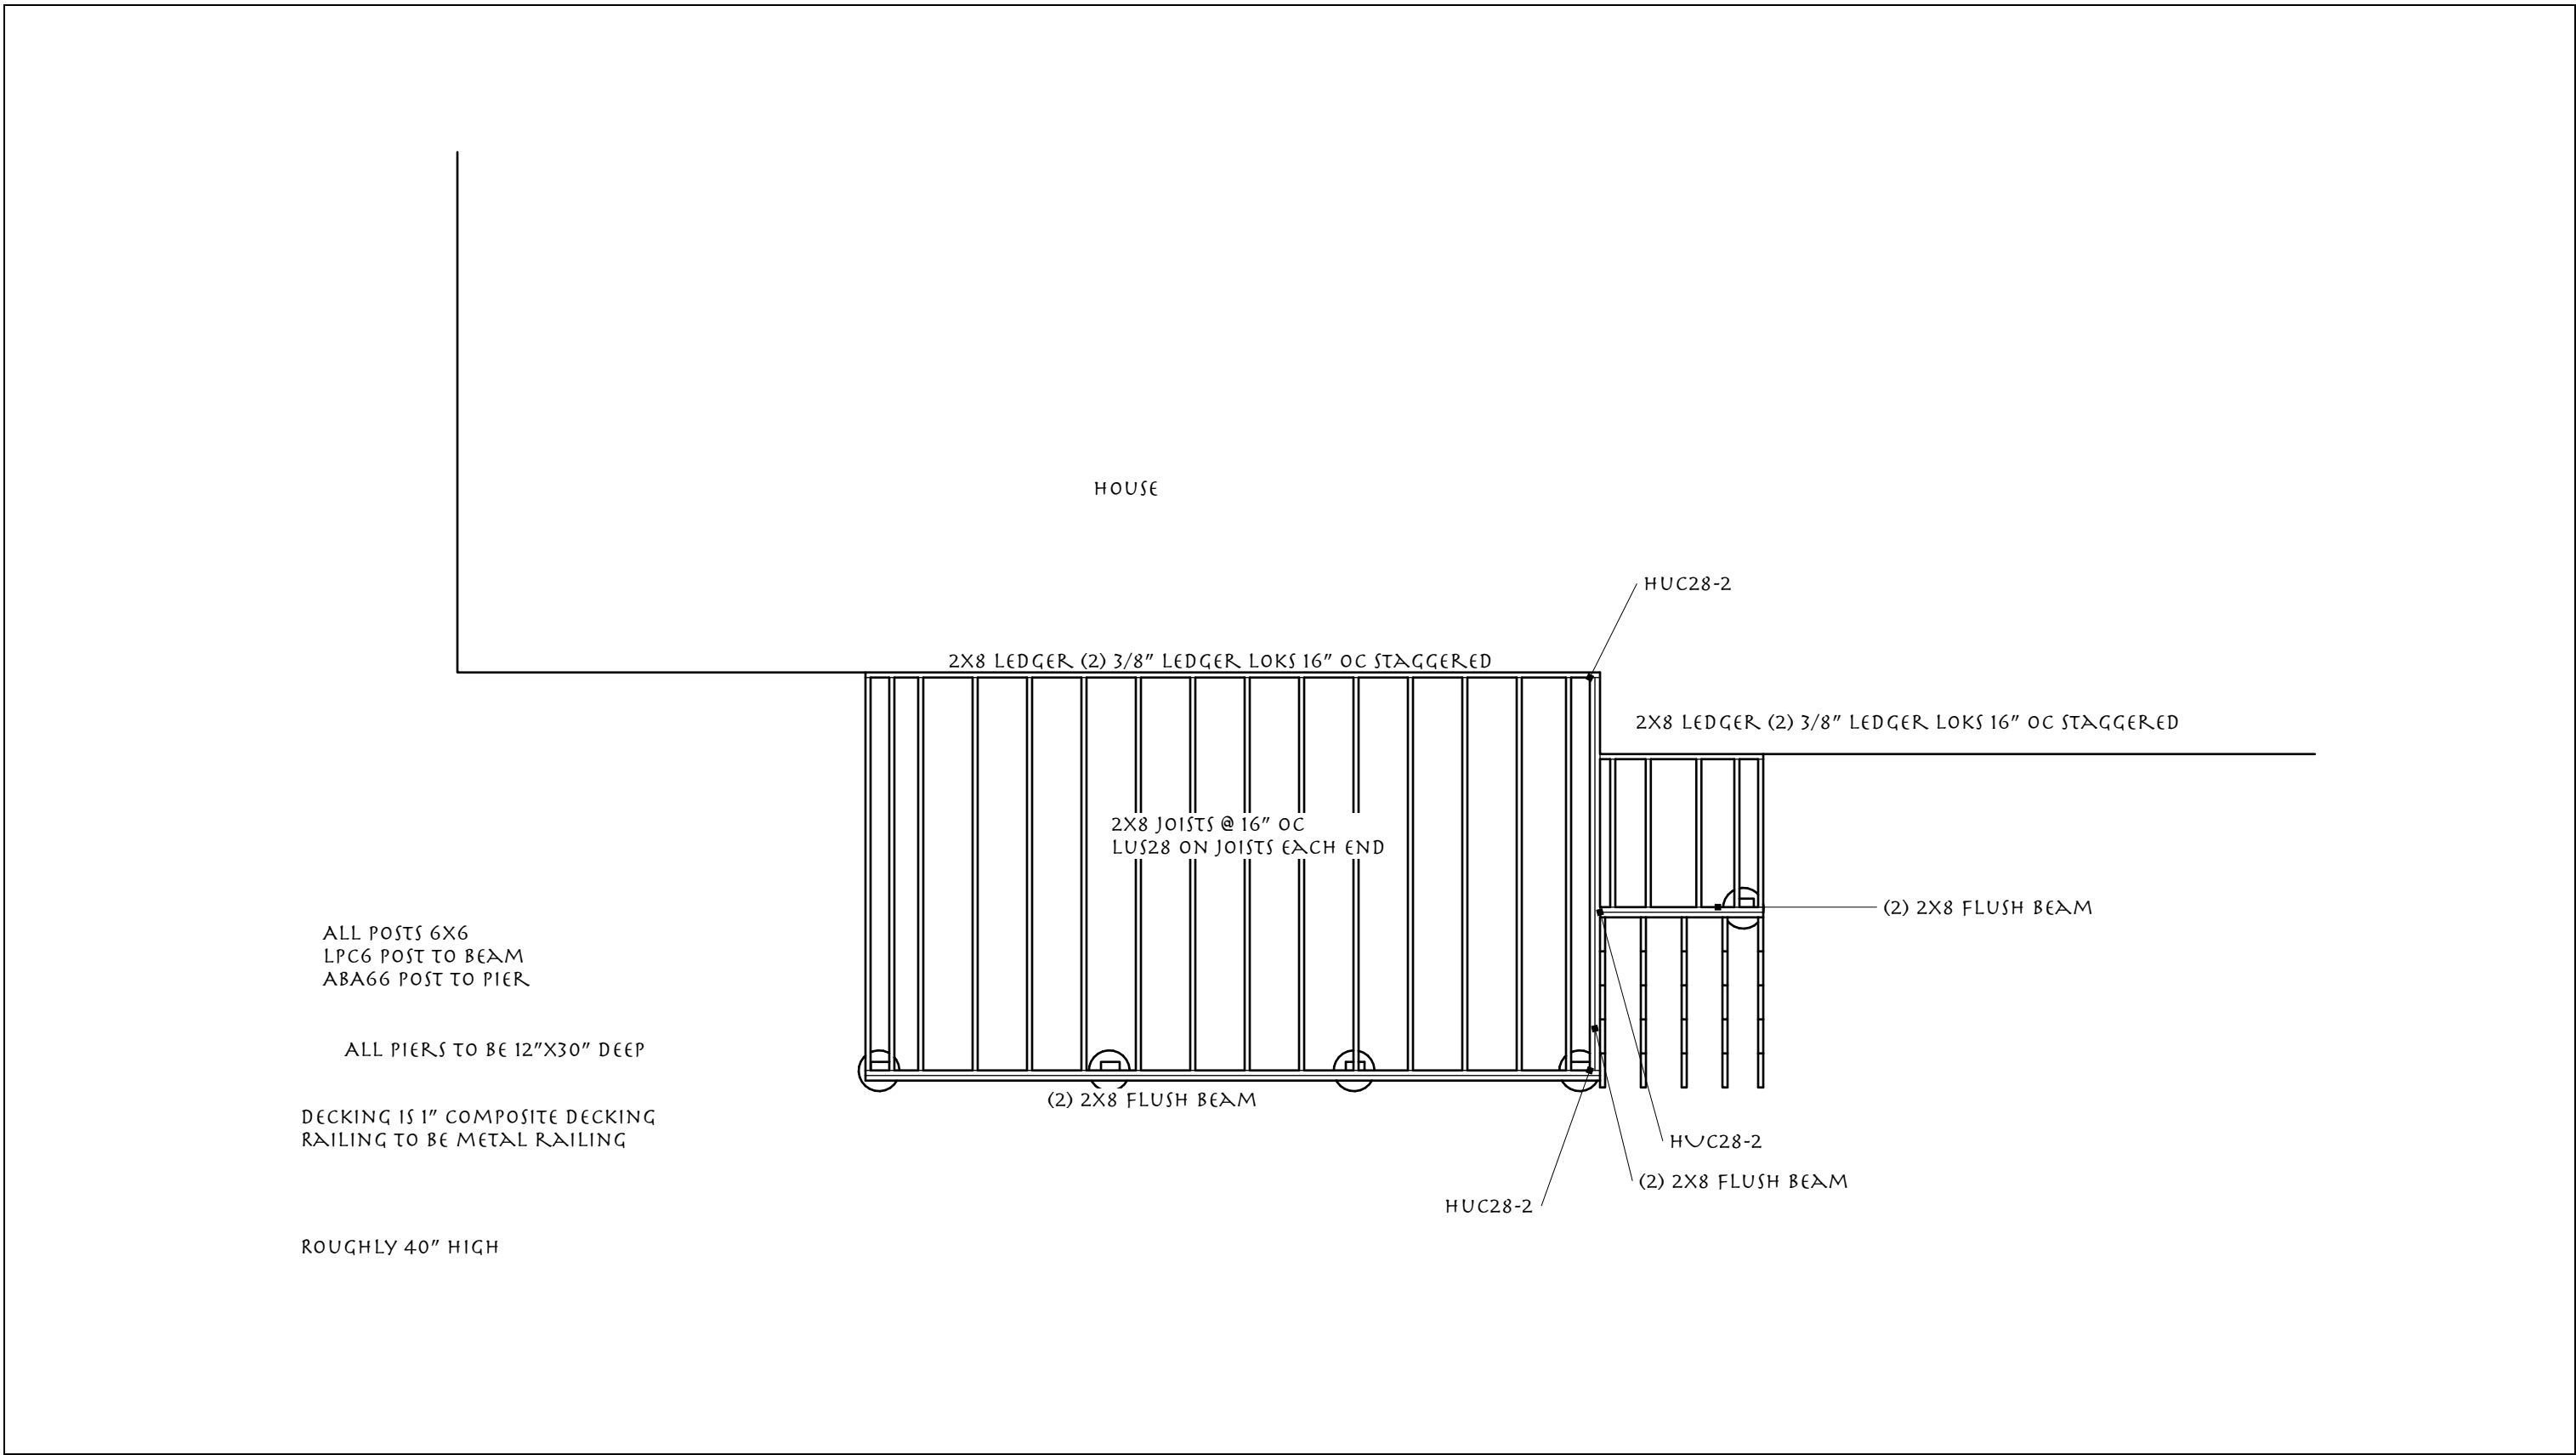 HOUSE
HUC28-2
2X8 LEDGER (2) 3/8" LEDGER LOKS 16" OC STAGGERED
2X8 LEDGER (2) 3/8" LEDGER LOKS 16" OC STAGGERED
2X8 JOISTS @ 16" OC
LUS28 ON JOISTS EACH END
(2) 2X8 FLUSH BEAM
ALL POSTS 6X6
LPC6 POST TO BEAM
ABA66 POST TO PIER
ALL PIERS TO BE 12"X30" DEEP
(2) 2X8 FLUSH BEAM
DECKING IS 1" COMPOSITE DECKING
RAILING TO BE METAL RAILING
HUC28-2
(2) 2X8 FLUSH BEAM
HUC28-2
ROUGHLY 40" HIGH